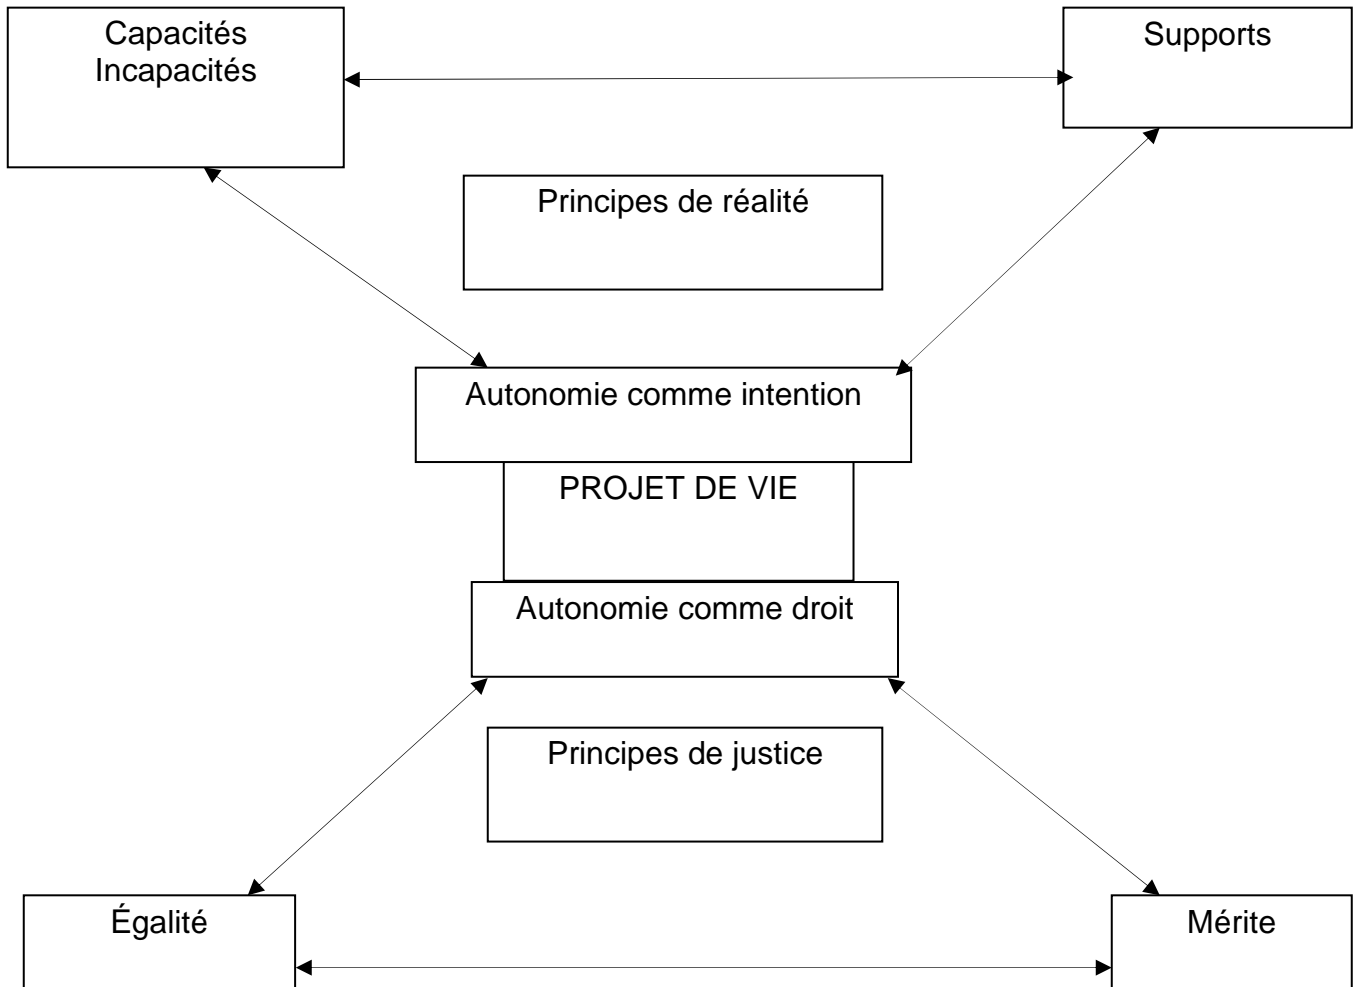 Capacités
Incapacités
Supports
Principes de réalité
Autonomie comme intention
PROJET DE VIE
Autonomie comme droit
Principes de justice
Égalité
Mérite